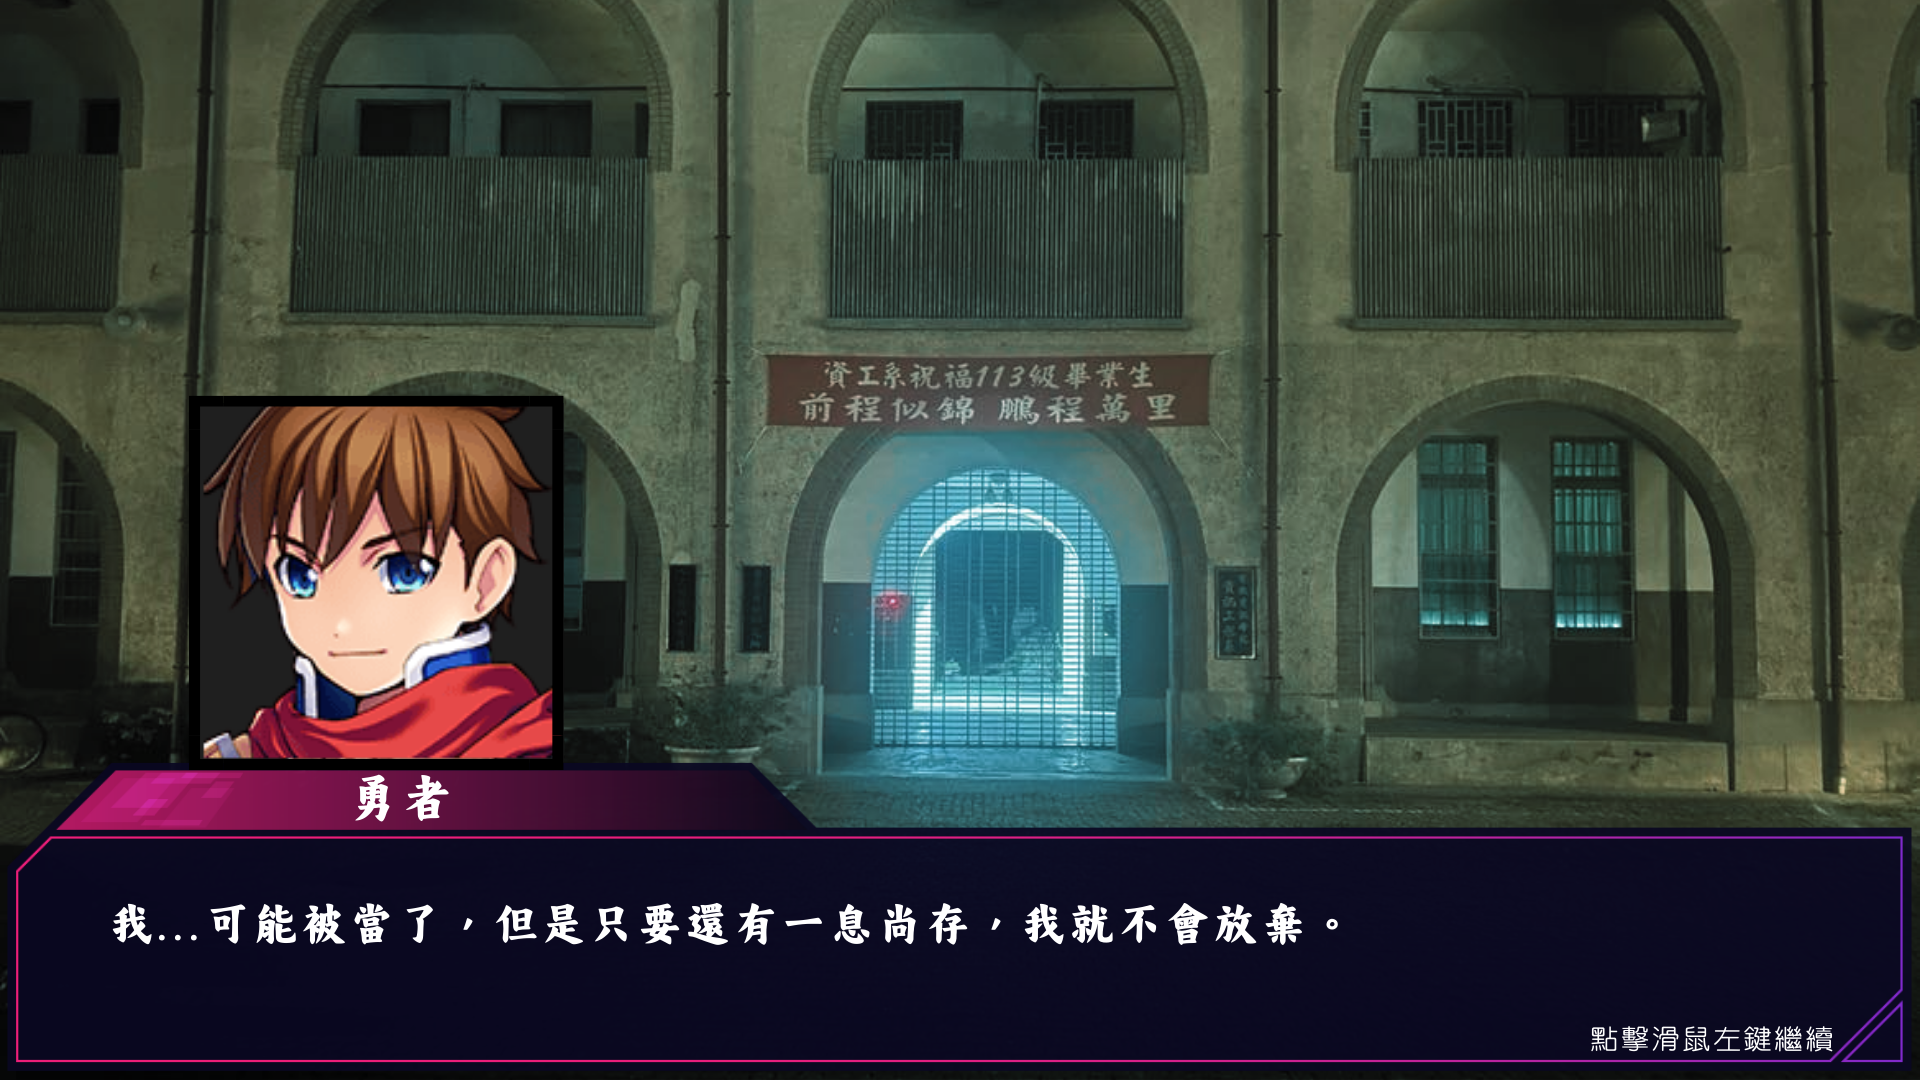 資工系祝福113級畢業生
前程似錦 鵬程萬里
勇者
我...可能被當了，但是只要還有一息尚存，我就不會放棄。
點擊滑鼠左鍵繼續